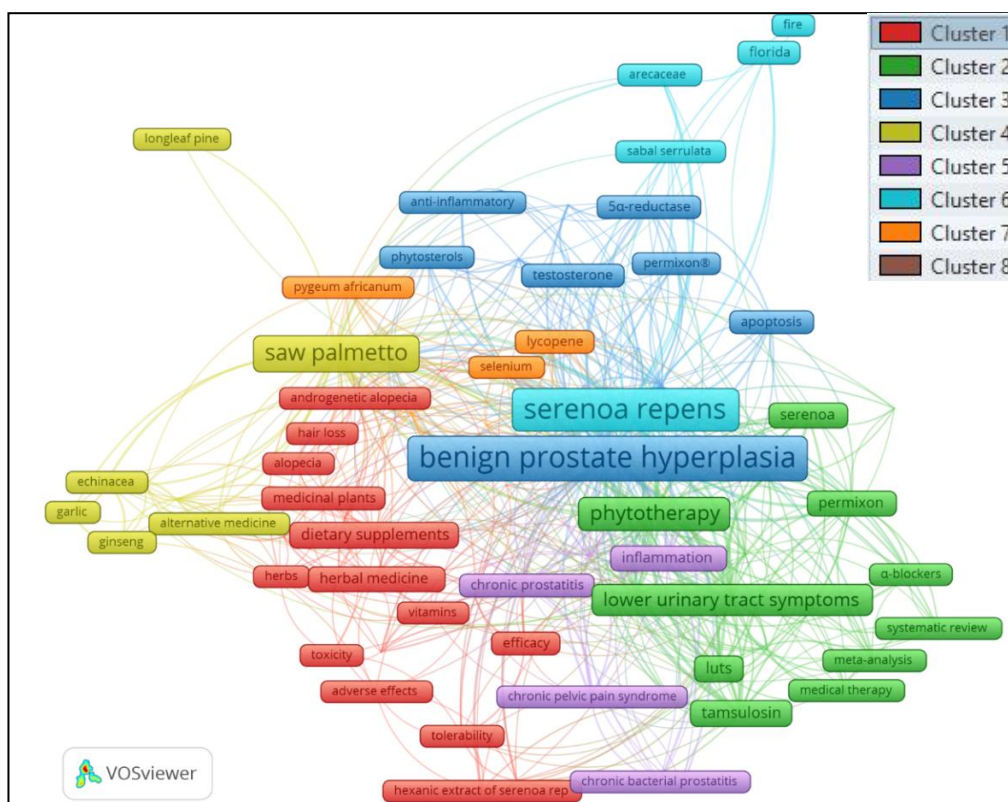 fire
florida
arecaceae
longleaf pine
sabal serrulata
anti-inflammatory
5α-reductase
phytosterols
testosterone
permixon®
pygeum africanum
apoptosis
lycopene
saw palmetto
selenium
androgenetic alopecia
serenoa repens
serenoa
hair loss
benign prostate hyperplasia
alopecia
echinacea
medicinal plants
permixon
garlic
phytotherapy
alternative medicine
dietary supplements
ginseng
inflammation
herbs
herbal medicine
chronic prostatitis
α-blockers
lower urinary tract symptoms
vitamins
systematic review
efficacy
toxicity
meta-analysis
luts
adverse effects
chronic pelvic pain syndrome
medical therapy
tamsulosin
tolerability
chronic bacterial prostatitis
hexanic extract of serenoa rep
VOSviewer
Cluster 1
Cluster 2
Cluster 3
Cluster 4
Cluster 5
Cluster 6
Cluster 7
Cluster 8